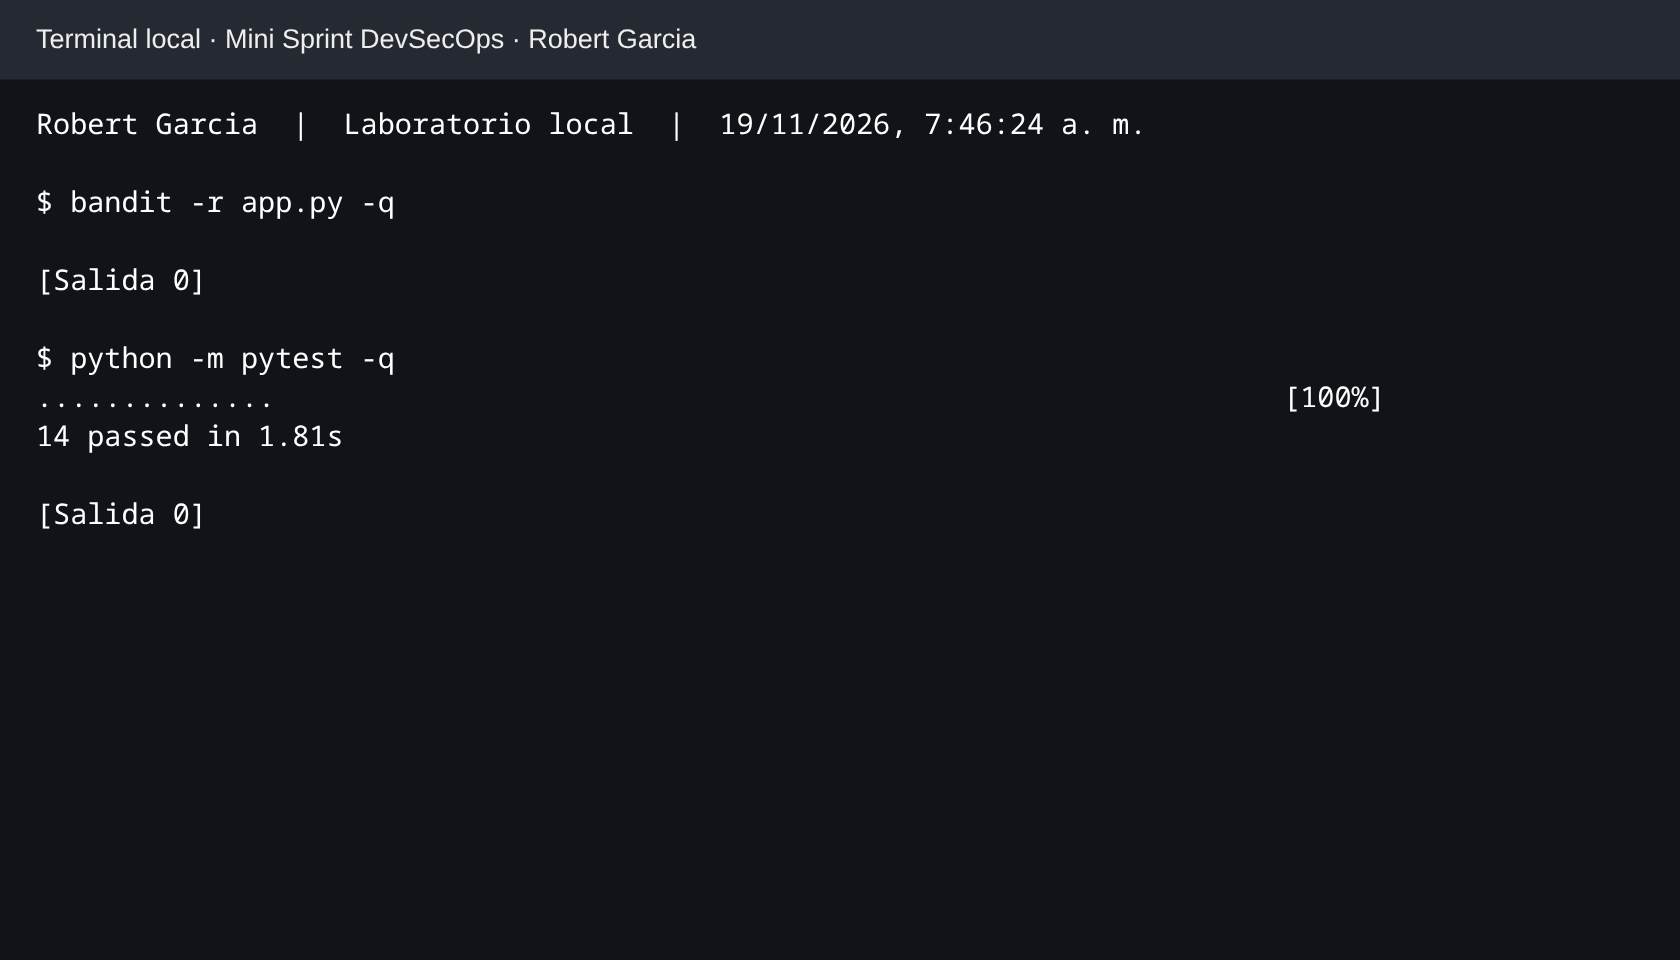 Terminal local · Mini Sprint DevSecOps · Robert Garcia
Robert Garcia | Laboratorio local | 19/11/2026, 7:46:24 a. m.
$ bandit -r app.py -q
[Salida 0]
$ python -m pytest -q
.............. [100%]
14 passed in 1.81s
[Salida 0]